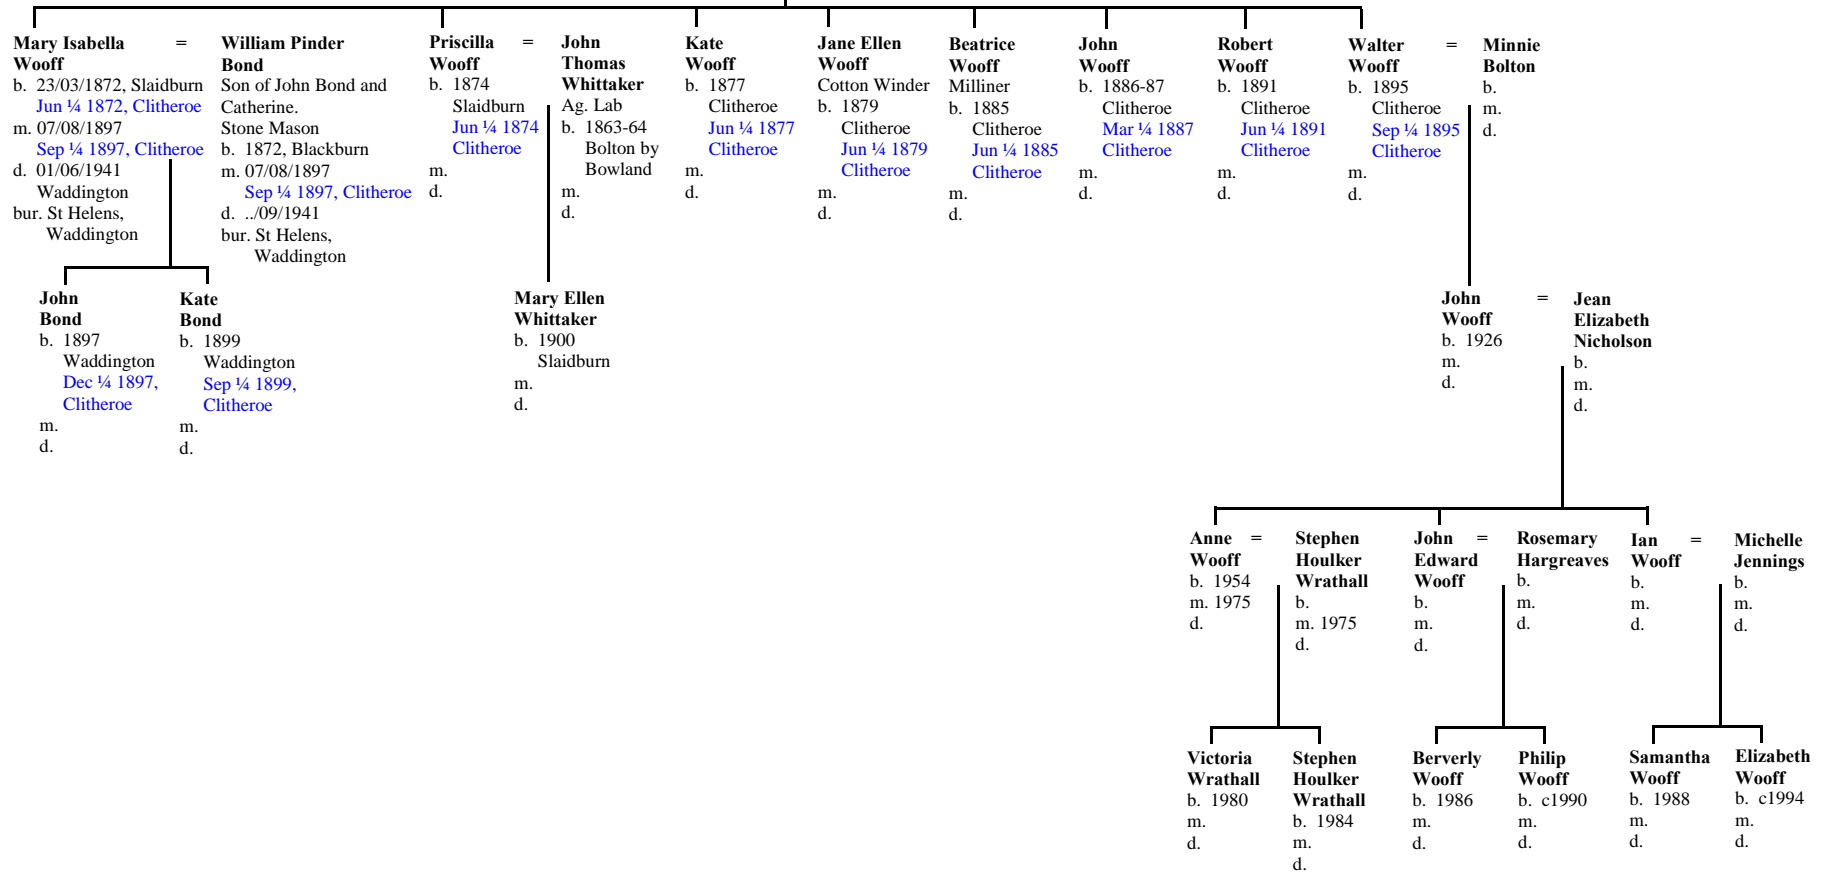 Mary Isabella =
Wooff
b. 23/03/1872, Slaidburn
Jun ¼ 1872, Clitheroe
m. 07/08/1897
Sep ¼ 1897, Clitheroe
d. 01/06/1941
Waddington
bur. St Helens,
Waddington
William Pinder
Bond
Son of John Bond and
Catherine.
Stone Mason
b. 1872, Blackburn
m. 07/08/1897
Sep ¼ 1897, Clitheroe
d. ../09/1941
bur. St Helens,
Waddington
Priscilla =
Wooff
b. 1874
Slaidburn
Jun ¼ 1874
Clitheroe
m.
d.
John
Thomas
Whittaker
Ag. Lab
b. 1863-64
Bolton by
Bowland
m.
d.
Kate
Wooff
b. 1877
Clitheroe
Jun ¼ 1877
Clitheroe
m.
d.
Jane Ellen
Wooff
Cotton Winder
b. 1879
Clitheroe
Jun ¼ 1879
Clitheroe
m.
d.
Beatrice
Wooff
Milliner
b. 1885
Clitheroe
Jun ¼ 1885
Clitheroe
m.
d.
John
Wooff
b. 1886-87
Clitheroe
Mar ¼ 1887
Clitheroe
m.
d.
Robert
Wooff
b. 1891
Clitheroe
Jun ¼ 1891
Clitheroe
m.
d.
Walter =
Wooff
b. 1895
Clitheroe
Sep ¼ 1895
Clitheroe
m.
d.
Minnie
Bolton
b.
m.
d.
John
Bond
b. 1897
Waddington
Dec ¼ 1897,
Clitheroe
m.
d.
Kate
Bond
b. 1899
Waddington
Sep ¼ 1899,
Clitheroe
m.
d.
Mary Ellen
Whittaker
b. 1900
Slaidburn
m.
d.
John =
Wooff
b. 1926
m.
d.
Jean
Elizabeth
Nicholson
b.
m.
d.
Anne =
Wooff
b. 1954
m. 1975
d.
Stephen
Houlker
Wrathall
b.
m. 1975
d.
John =
Edward
Wooff
b.
m.
d.
Rosemary
Hargreaves
b.
m.
d.
Ian =
Wooff
b.
m.
d.
Michelle
Jennings
b.
m.
d.
Victoria
Wrathall
b. 1980
m.
d.
Stephen
Houlker
Wrathall
b. 1984
m.
d.
Berverly
Wooff
b. 1986
m.
d.
Philip
Wooff
b. c1990
m.
d.
Samantha
Wooff
b. 1988
m.
d.
Elizabeth
Wooff
b. c1994
m.
d.